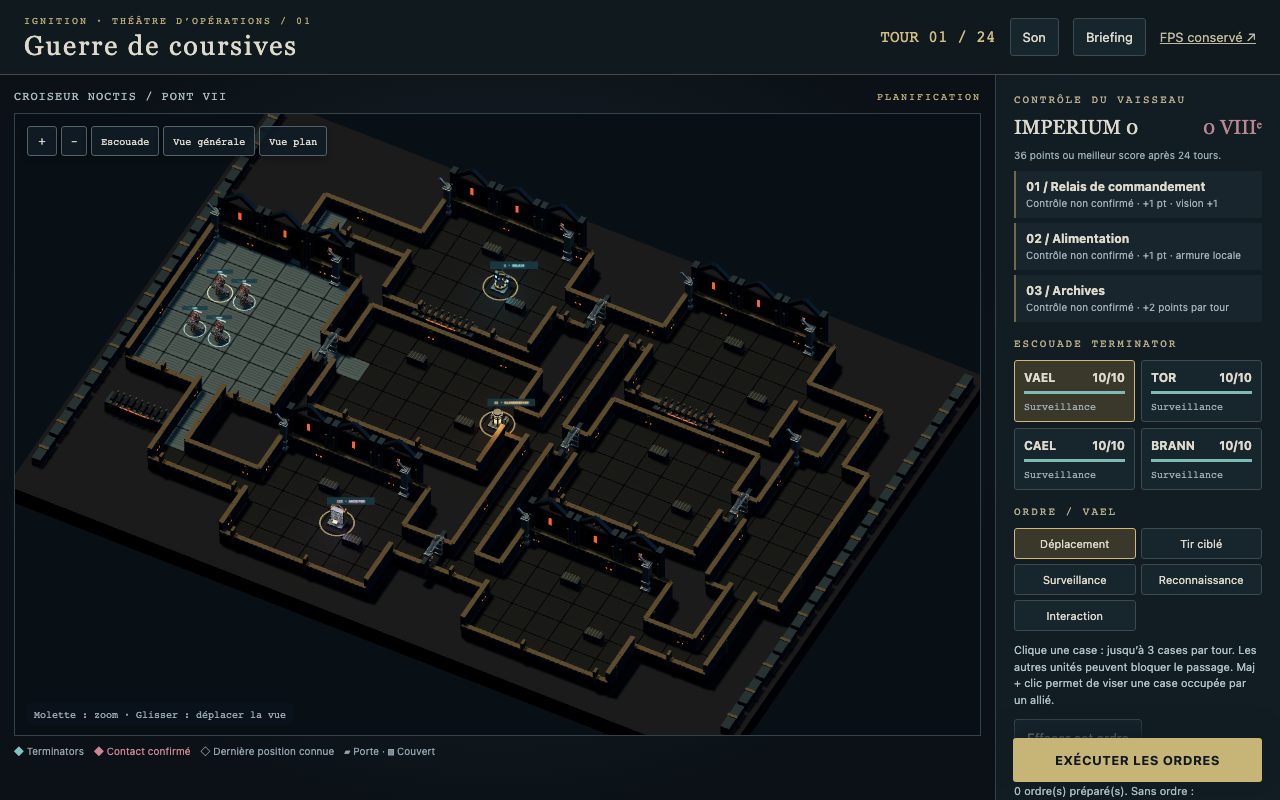 IGNITION · THÉÂTRE D’OPÉRATIONS / 01
Guerre de coursives
TOUR 01 / 24
Son
Briefing
FPS conservé ↗
CROISEUR NOCTIS / PONT VII
PLANIFICATION
+
−
Escouade
Vue générale
Vue plan
Molette : zoom · Glisser : déplacer la vue
Terminators
Contact confirmé
Dernière position connue
Porte · Couvert
CONTRÔLE DU VAISSEAU
IMPERIUM 0
0 VIIIᵉ
36 points ou meilleur score après 24 tours.
01 / Relais de commandement
Contrôle non confirmé · +1 pt · vision +1
02 / Alimentation
Contrôle non confirmé · +1 pt · armure locale
03 / Archives
Contrôle non confirmé · +2 points par tour
ESCOUADE TERMINATOR
VAEL 10/10
Surveillance
TOR 10/10
Surveillance
CAEL 10/10
Surveillance
BRANN 10/10
Surveillance
ORDRE / VAEL
Déplacement
Tir ciblé
Surveillance
Reconnaissance
Interaction
Clique une case : jusqu’à 3 cases par tour. Les
autres unités peuvent bloquer le passage. Maj
+ clic permet de viser une case occupée par
un allié.
Effacer cet ordre
EXÉCUTER LES ORDRES
0 ordre(s) préparé(s). Sans ordre :